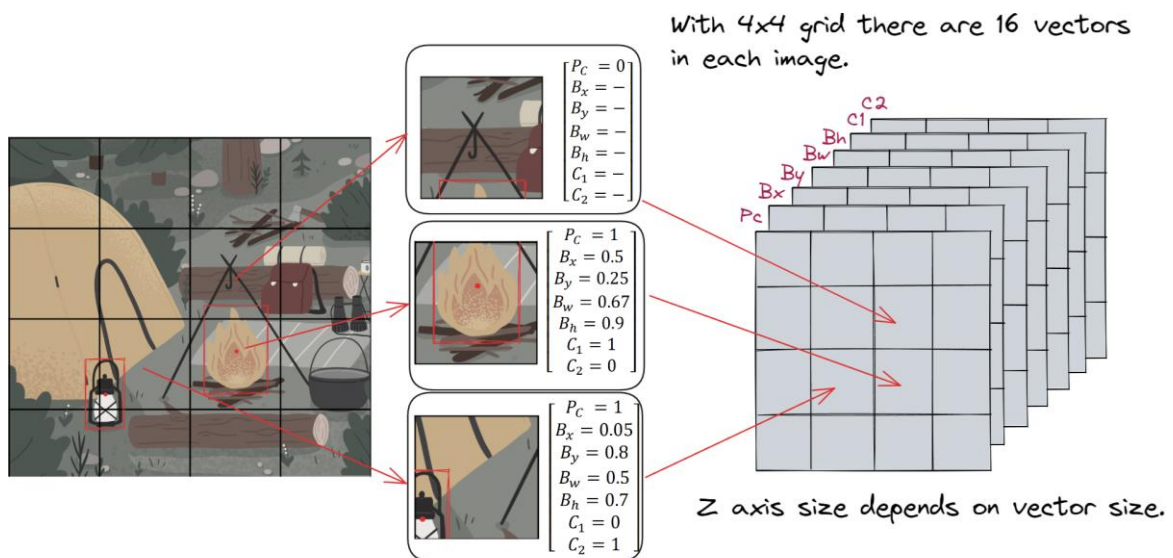 With 4x4 grid there are 16 vectors
in each image.
P_C = 0
B_x = −
B_y = −
B_w = −
B_h = −
C_1 = −
C_2 = −
P_C = 1
B_x = 0.5
B_y = 0.25
B_w = 0.67
B_h = 0.9
C_1 = 1
C_2 = 0
P_C = 1
B_x = 0.05
B_y = 0.8
B_w = 0.5
B_h = 0.7
C_1 = 0
C_2 = 1
C2
C1
Bh
Bw
By
Bx
Pc
Z axis size depends on vector size.